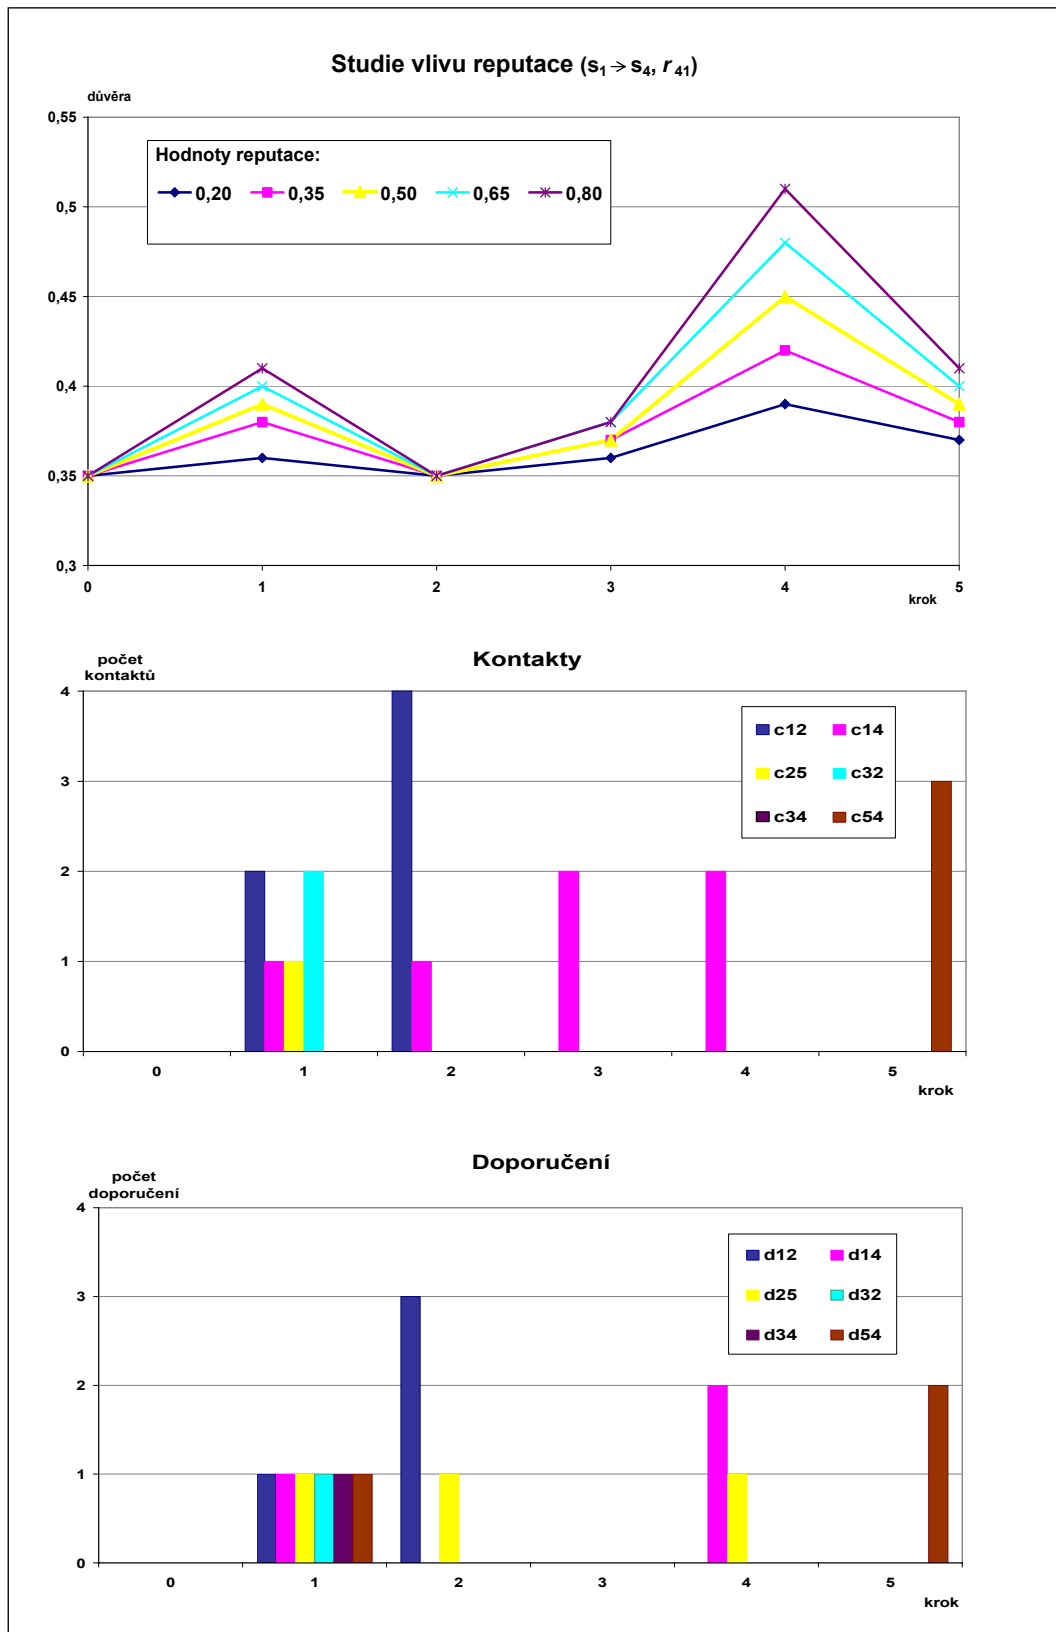 Studie vlivu reputace (s1→s4, r41)
důvěra
0,55
0,5
0,45
0,4
0,35
0,3
Hodnoty reputace:
0,20 0,35 0,50 0,65 0,80
0 1 2 3 4 5
krok
Kontakty
počet
kontaktů
4
3
2
1
0
c12 c14
c25 c32
c34 c54
0 1 2 3 4 5
krok
Doporučení
počet
doporučení
4
3
2
1
0
d12 d14
d25 d32
d34 d54
0 1 2 3 4 5
krok